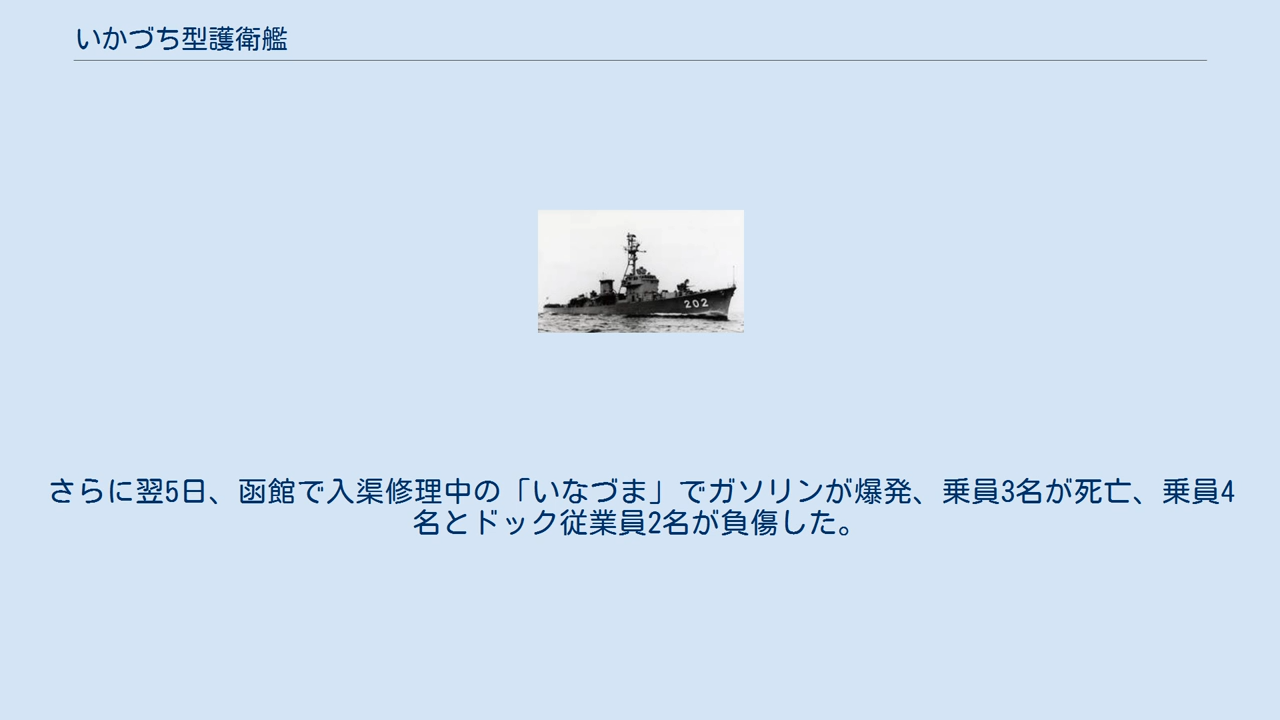 いかづち型護衛艦
202
さらに翌5日、函館で入渠修理中の「いなづま」でガソリンが爆発、乗員3名が死亡、乗員4
名とドック従業員2名が負傷した。